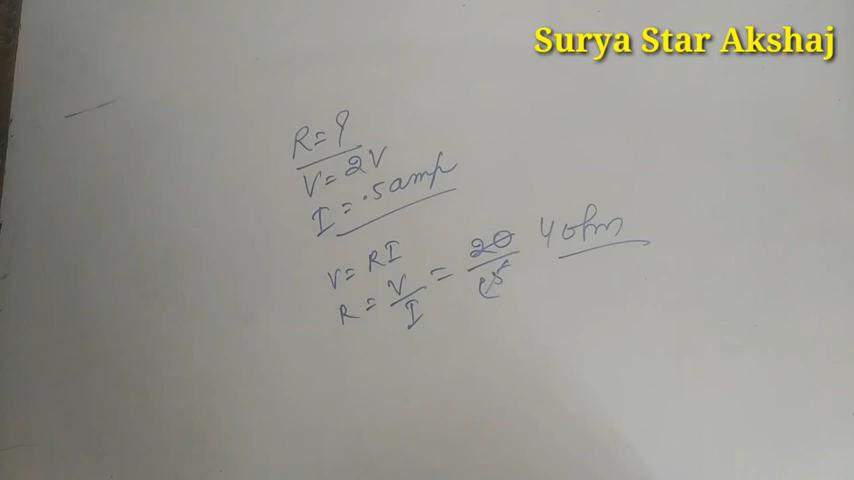 Surya Star Akshaj
R = ?
V = 2V
I = .5 amp
V = RI
R = V/I = 20/.5 4 ohm